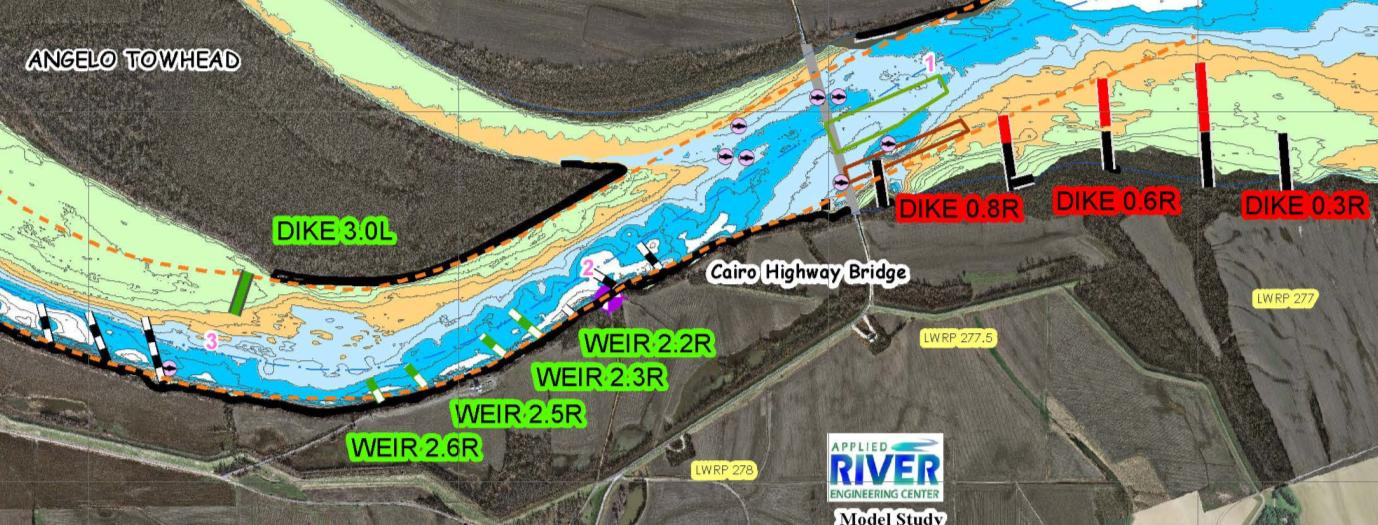 ANGELO TOWHEAD
1
DIKE 3.0L
DIKE 0.8R
DIKE 0.6R
DIKE 0.3R
2
Cairo Highway Bridge
LWRP 277
3
WEIR 2.2R
LWRP 277.5
WEIR 2.3R
WEIR 2.5R
WEIR 2.6R
LWRP 278
APPLIED
RIVER
ENGINEERING CENTER
Model Study